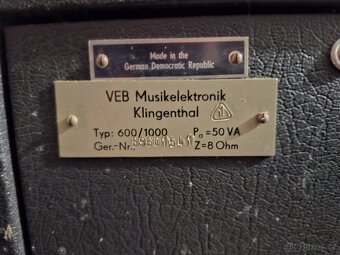 Made in the
German Democratic Republic
VEB Musikelektronik
Klingenthal
Typ: 600/1000 Pₐ=50 VA
Ger.-Nr. Z=8 Ohm